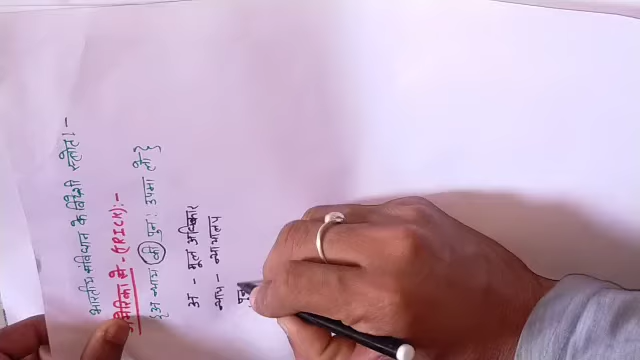 भारतीय संविधान के विदेशी स्त्रोत :-
अमेरिका से - (TRICK) :-
{अ न्याय की पुनः उपमा ली}
अ - मूल अधिकार
न्याय - न्यायालय
पुन